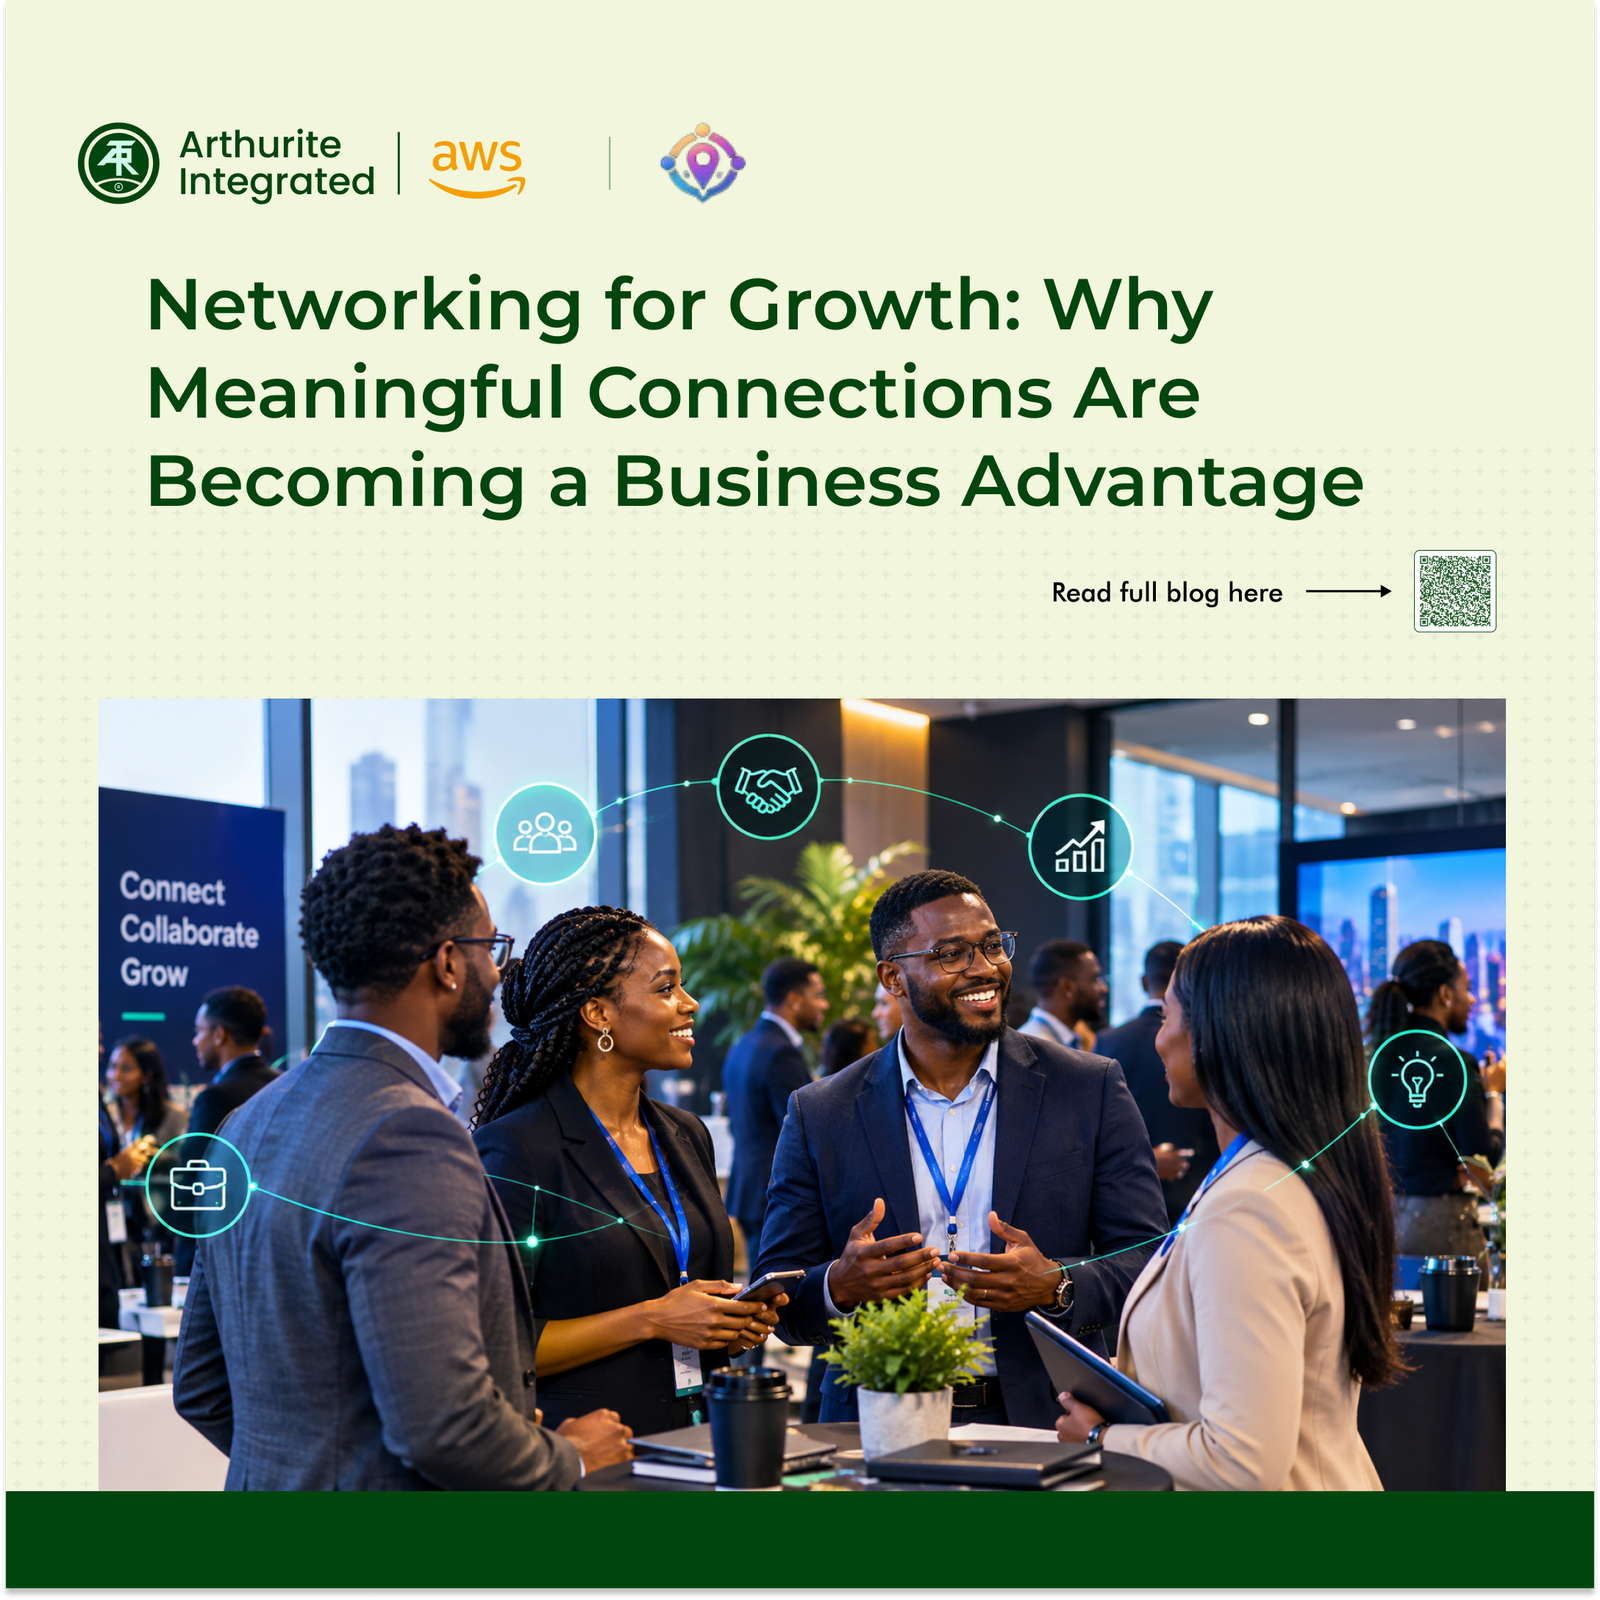 Arthurite
Integrated
aws
Networking for Growth: Why
Meaningful Connections Are
Becoming a Business Advantage
Read full blog here
Connect
Collaborate
Grow